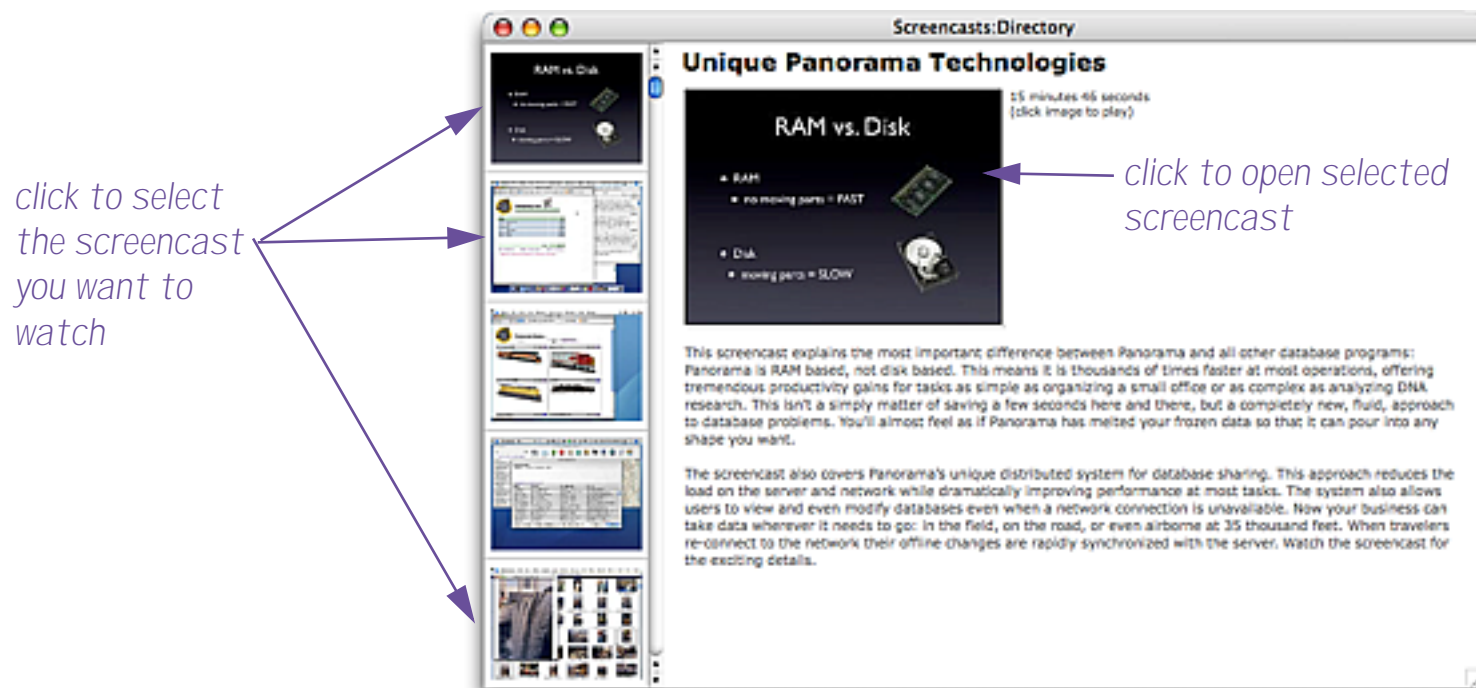 Screencasts:Directory
Unique Panorama Technologies
15 minutes 46 seconds
(click image to play)
RAM vs. Disk
RAM
no moving parts = FAST
Disk
moving parts = SLOW
RAM vs. Disk
RAM
no moving parts = FAST
Disk
moving parts = SLOW
click to select
the screencast
you want to
watch
click to open selected
screencast
This screencast explains the most important difference between Panorama and all other database programs:
Panorama is RAM based, not disk based. This means it is thousands of times faster at most operations, offering
tremendous productivity gains for tasks as simple as organizing a small office or as complex as analyzing DNA
research. This isn't a simply matter of saving a few seconds here and there, but a completely new, fluid, approach
to database problems. You'll almost feel as if Panorama has melted your frozen data so that it can pour into any
shape you want.
The screencast also covers Panorama's unique distributed system for database sharing. This approach reduces the
load on the server and network while dramatically improving performance at most tasks. The system also allows
users to view and even modify databases even when a network connection is unavailable. Now your business can
take data wherever it needs to go: in the field, on the road, or even airborne at 35 thousand feet. When travelers
re-connect to the network their offline changes are rapidly synchronized with the server. Watch the screencast for
the exciting details.